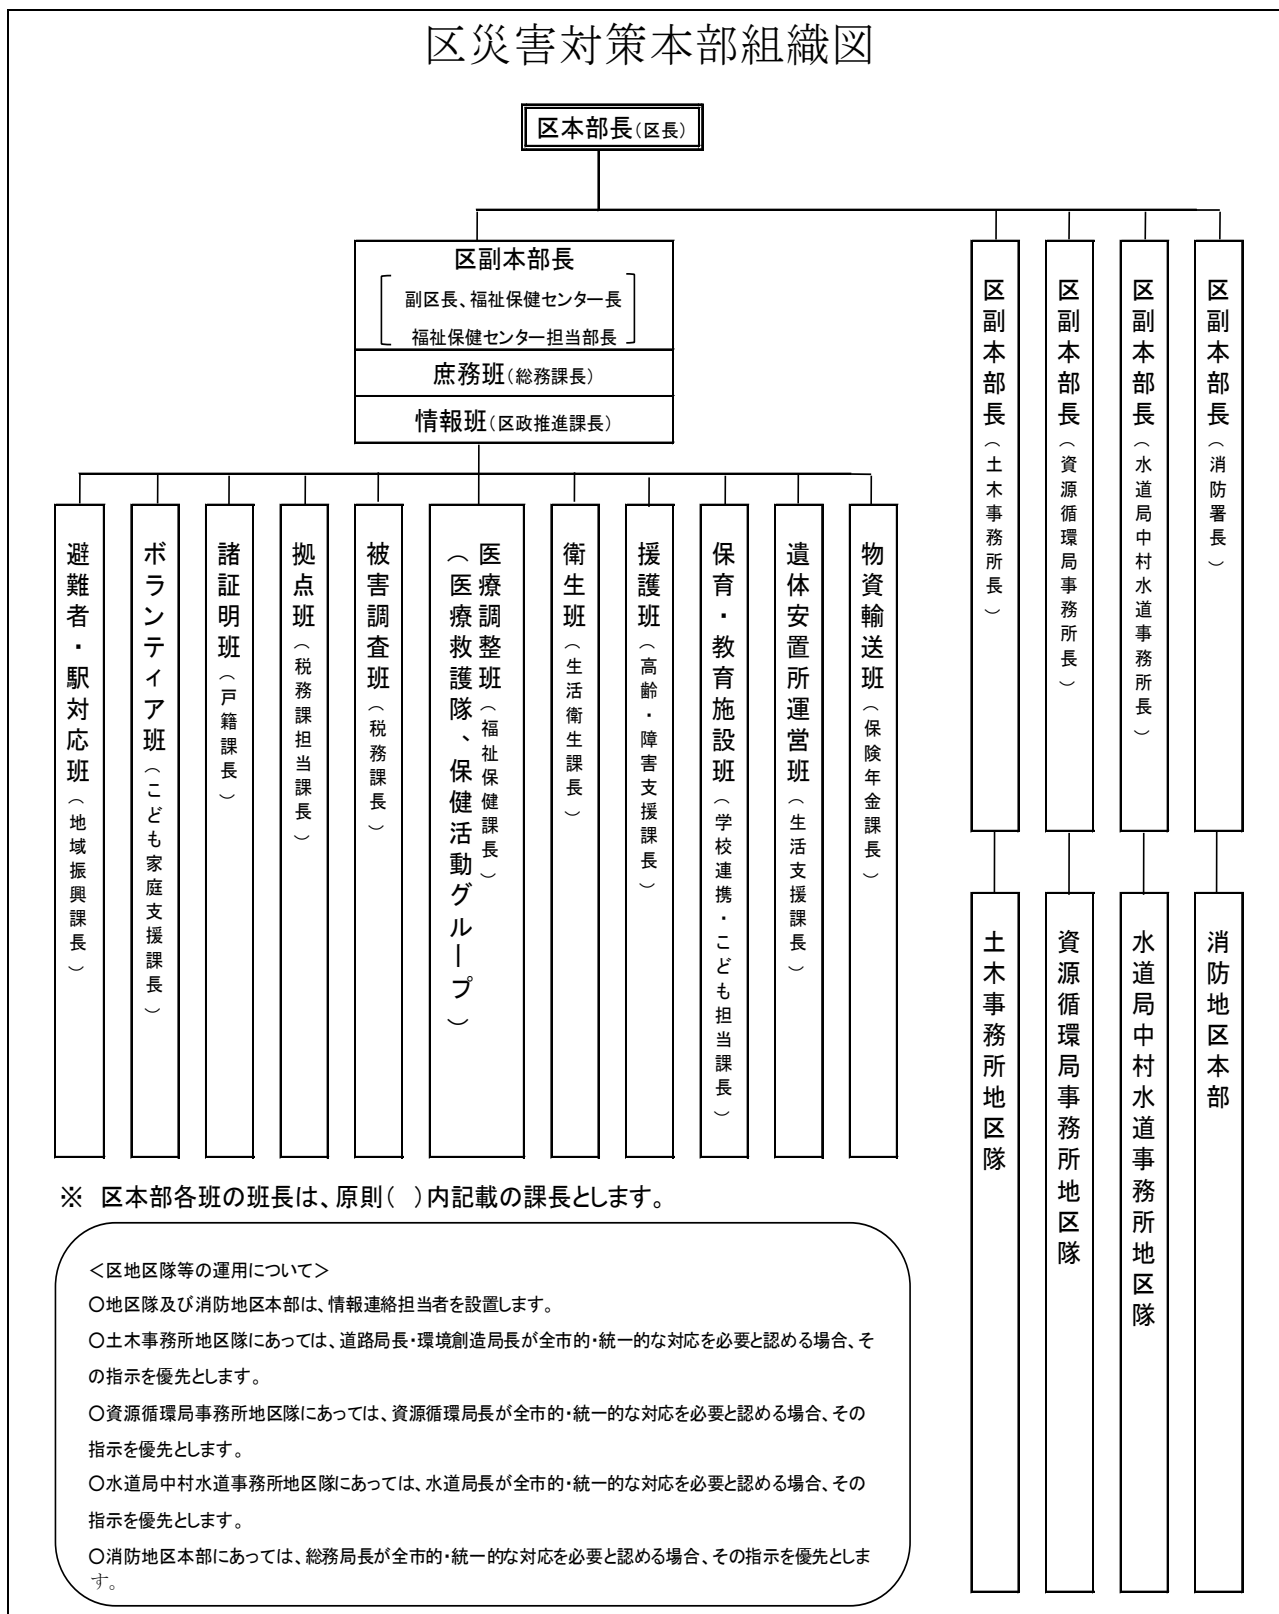 区災害対策本部組織図
区本部長(区長)
区副本部長
副区長、福祉保健センター長
福祉保健センター担当部長
庶務班(総務課長)
情報班(区政推進課長)
区副本部長(土木事務所長)
区副本部長(資源循環局事務所長)
区副本部長(水道局中村水道事務所長)
区副本部長(消防署長)
避難者・駅対応班(地域振興課長)
ボランティア班(こども家庭支援課長)
諸証明班(戸籍課長)
拠点班(税務課担当課長)
被害調査班(税務課長)
医療調整班(福祉保健課長)
(医療救護隊、保健活動グループ)
衛生班(生活衛生課長)
援護班(高齢・障害支援課長)
保育・教育施設班(学校連携・こども担当課長)
遺体安置所運営班(生活支援課長)
物資輸送班(保険年金課長)
土木事務所地区隊
資源循環局事務所地区隊
水道局中村水道事務所地区隊
消防地区本部
※ 区本部各班の班長は、原則( )内記載の課長とします。
＜区地区隊等の運用について＞
○地区隊及び消防地区本部は、情報連絡担当者を設置します。
○土木事務所地区隊にあっては、道路局長・環境創造局長が全市的・統一的な対応を必要と認める場合、そ
の指示を優先とします。
○資源循環局事務所地区隊にあっては、資源循環局長が全市的・統一的な対応を必要と認める場合、その
指示を優先とします。
○水道局中村水道事務所地区隊にあっては、水道局長が全市的・統一的な対応を必要と認める場合、その
指示を優先とします。
○消防地区本部にあっては、総務局長が全市的・統一的な対応を必要と認める場合、その指示を優先としま
す。